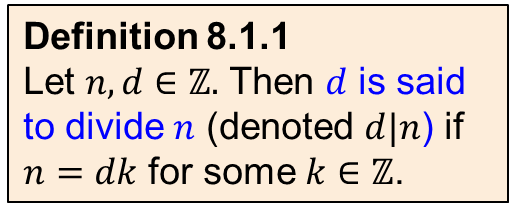 Definition 8.1.1
Let n, d ∈ ℤ. Then d is said
to divide n (denoted d|n) if
n = dk for some k ∈ ℤ.